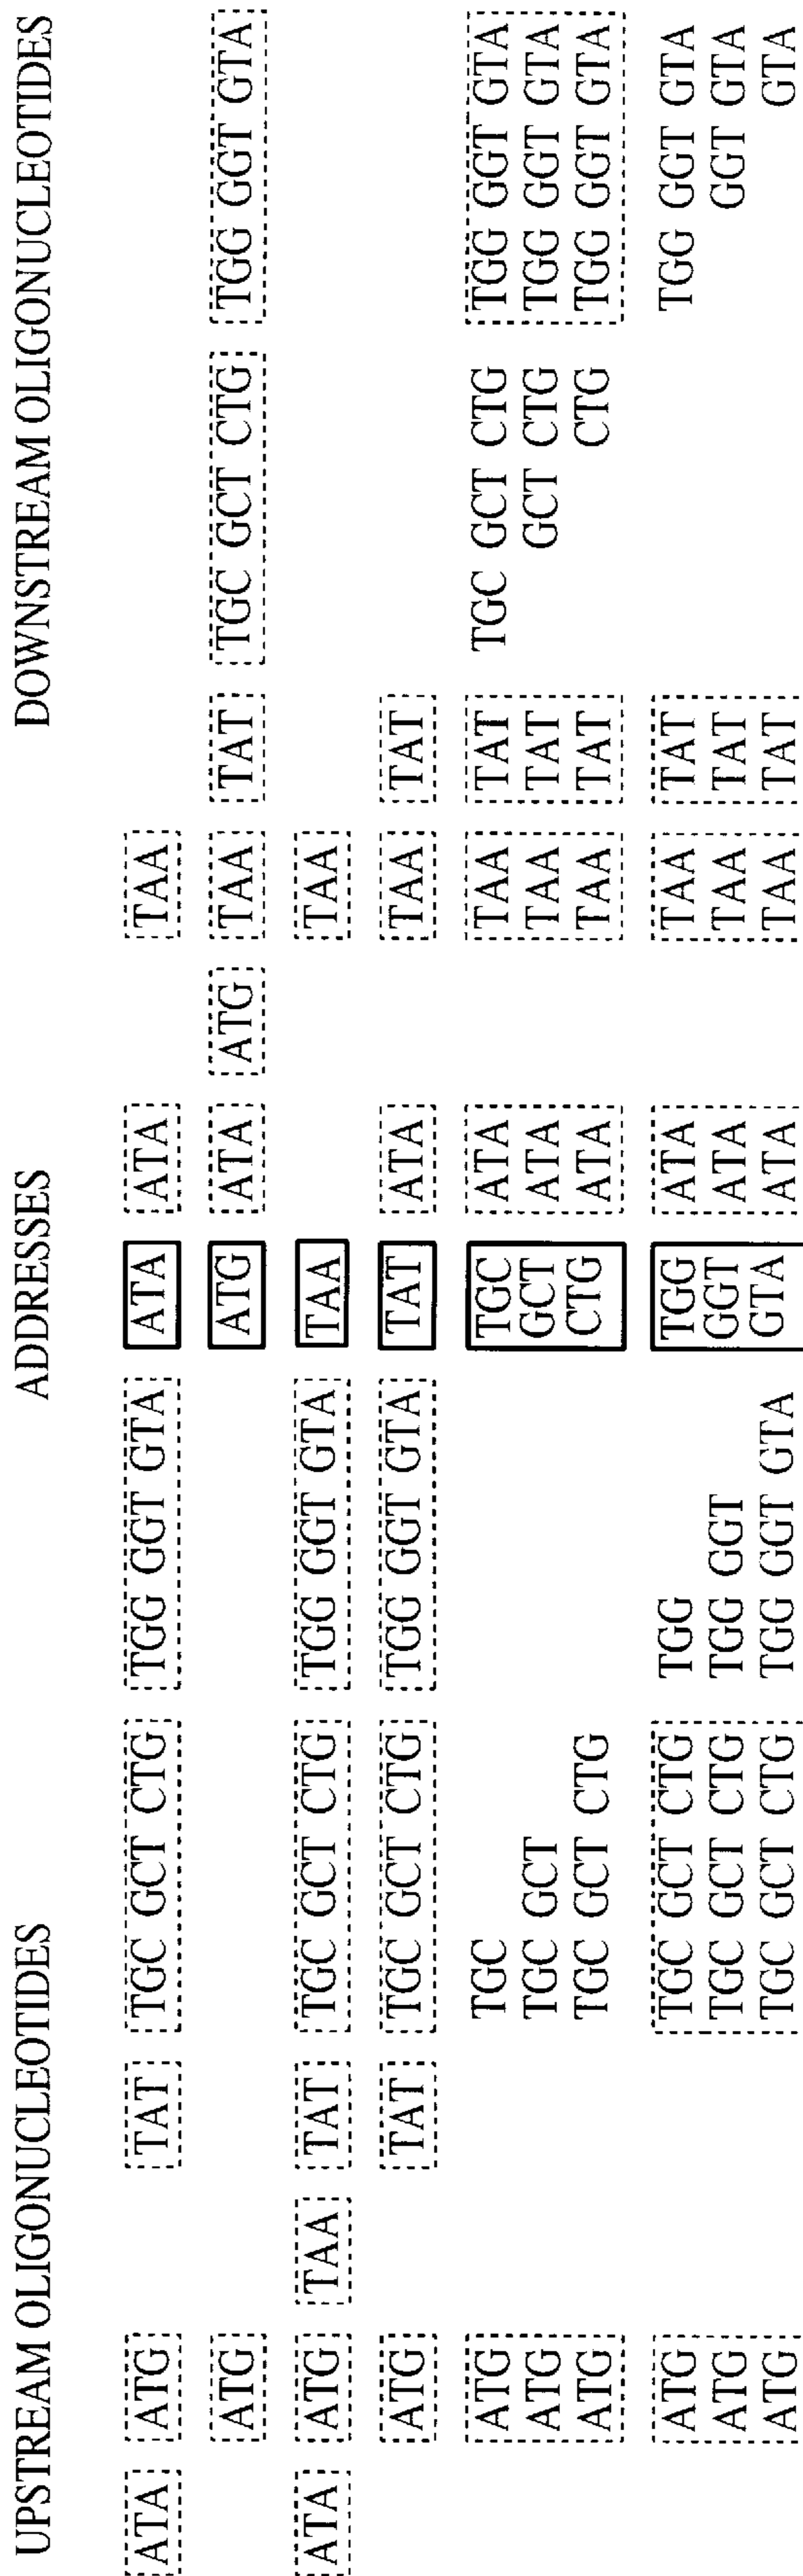 UPSTREAM OLIGONUCLEOTIDES ADDRESSES DOWNSTREAM OLIGONUCLEOTIDES
ATA ATG TAT TGC GCT CTG TGG GGT GTA ATA ATA TAA
ATG ATG ATA ATG TAA TAT TGC GCT CTG TGG GGT GTA
ATA ATG TAA TAT TGC GCT CTG TGG GGT GTA TAA TAA
ATG TAT TGC GCT CTG TGG GGT GTA TAT ATA TAA TAT
ATG TGC TGC ATA TAA TAT TGC GCT CTG TGG GGT GTA
ATG TGC GCT GCT ATA TAA TAT GCT CTG TGG GGT GTA
ATG TGC GCT CTG CTG ATA TAA TAT CTG TGG GGT GTA
ATG TGC GCT CTG TGG TGG ATA TAA TAT TGG GGT GTA
ATG TGC GCT CTG TGG GGT GGT ATA TAA TAT GGT GTA
ATG TGC GCT CTG TGG GGT GTA GTA ATA TAA TAT GTA